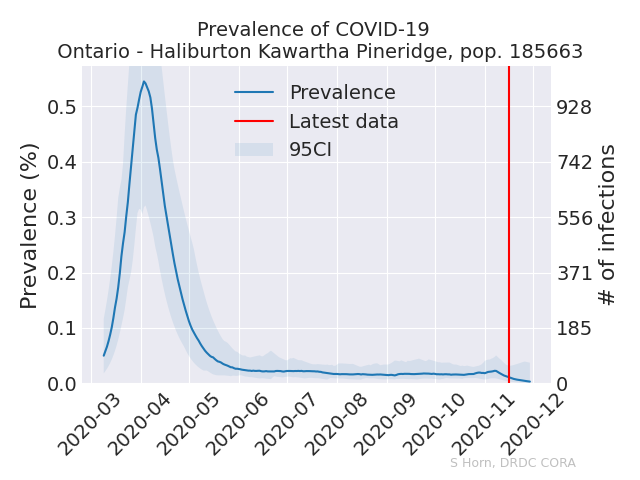 Prevalence of COVID-19
Ontario - Haliburton Kawartha Pineridge, pop. 185663
Prevalence
Latest data
95CI
Prevalence (%)
0.5
0.4
0.3
0.2
0.1
0.0
928
742
556
371
185
0
# of infections
2020-03
2020-04
2020-05
2020-06
2020-07
2020-08
2020-09
2020-10
2020-11
2020-12
S Horn, DRDC CORA